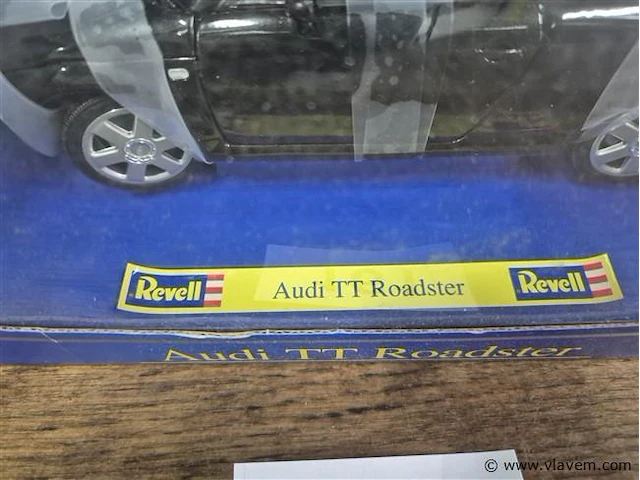 Revell Audi TT Roadster Revell
Audi TT Roadster
© www.vlavem.com